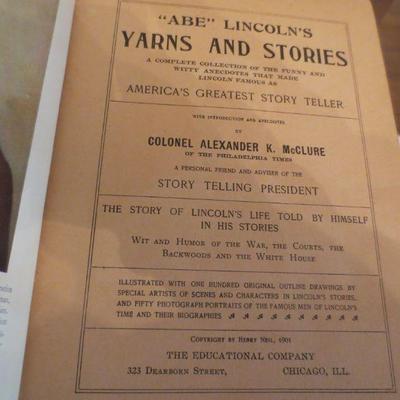 "ABE" LINCOLN'S
YARNS AND STORIES
A COMPLETE COLLECTION OF THE FUNNY AND
WITTY ANECDOTES THAT MADE
LINCOLN FAMOUS AS
AMERICA'S GREATEST STORY TELLER
WITH INTRODUCTION AND ANECDOTES
BY
COLONEL ALEXANDER K. McCLURE
OF THE PHILADELPHIA TIMES
A PERSONAL FRIEND AND ADVISER OF THE
STORY TELLING PRESIDENT
THE STORY OF LINCOLN'S LIFE TOLD BY HIMSELF
IN HIS STORIES
WIT AND HUMOR OF THE WAR, THE COURTS, THE
BACKWOODS AND THE WHITE HOUSE
ILLUSTRATED WITH ONE HUNDRED ORIGINAL OUTLINE DRAWINGS BY
SPECIAL ARTISTS OF SCENES AND CHARACTERS IN LINCOLN'S STORIES,
AND FIFTY PHOTOGRAPH PORTRAITS OF THE FAMOUS MEN OF LINCOLN'S
TIME AND THEIR BIOGRAPHIES
COPYRIGHT BY HENRY NEIL, 1901
THE EDUCATIONAL COMPANY
323 DEARBORN STREET, CHICAGO, ILL.